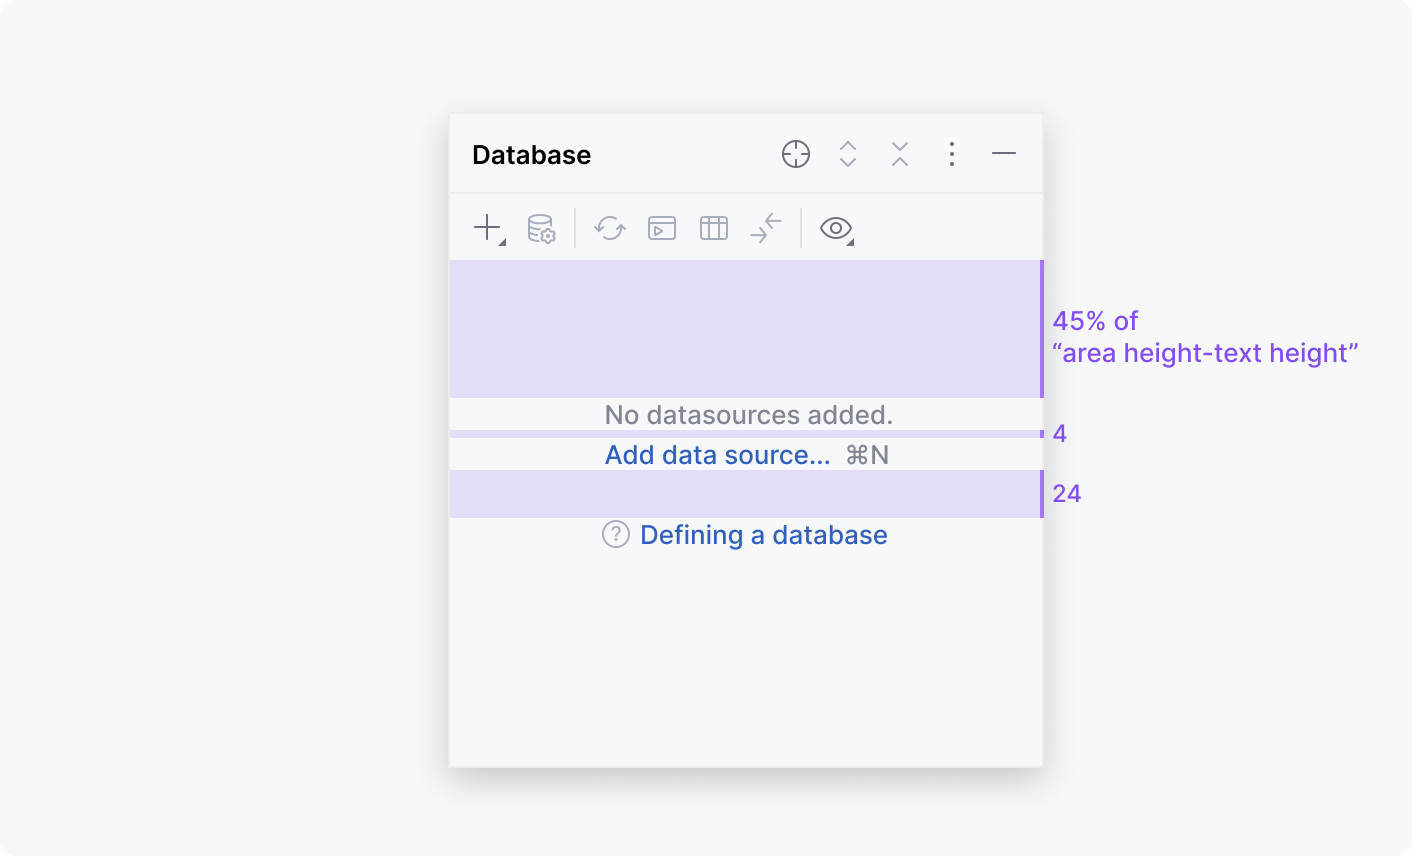 Database
45% of
“area height-text height”
No datasources added.
4
Add data source... ⌘N
24
? Defining a database